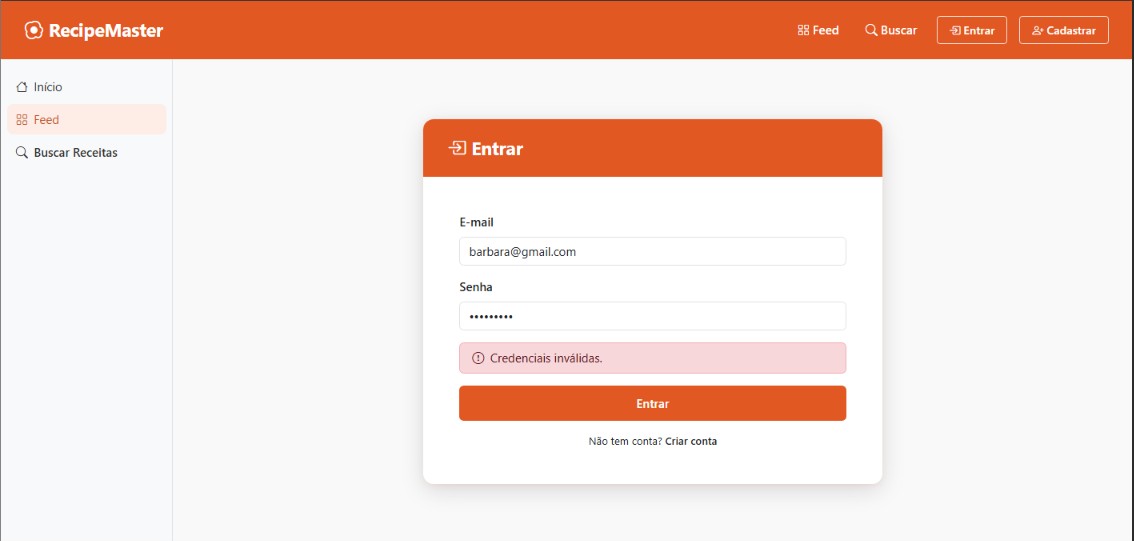 RecipeMaster
Feed
Buscar
Entrar
Cadastrar
Início
Feed
Buscar Receitas
Entrar
E-mail
barbara@gmail.com
Senha
•••••••••
Credenciais inválidas.
Entrar
Não tem conta? Criar conta